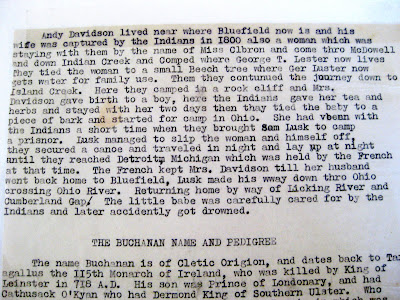 Andy Davidson lived near where Bluefield now is and his
wife was captured by the Indians in 1800 also a woman which was
staying with them by the name of Miss Clbron and come thro McDowell
and down Indian Creek and Comped where George T. Lester now lives
They tied the woman to a small Beech tree where Ger Luster now
gets water for family use. Them they contunued the journey down to
Island Creek. Here they camped in a rock cliff and Mrs.
Davidson gave birth to a boy, here the Indians gave her tea and
herbs and stayed with her two days then thay tied the baby to a
piece of bark and started for camp in Ohio. She had vbenn with
the Indians a short time when they brought Sam Lusk to camp
a prisnor. Lusk managed to slip the woman and himself off,
they secured a canoe and traveled in night and lay up at night
until they reached Detroit, Michigan which was held by the French
at that time. The French kept Mrs. Davidson till her husband
went back home to Bluefield, Lusk made his wway down thro Ohio
crossing Ohio River. Returning home by way of Licking River and
Cumberland Gap/ The little babe was carefully cared for by the
Indians and later accidently got drowned.
THE BUCHANAN NAME AND PEDIGREE
The name Buchanan is of Cletic Origion, and dates back to
agallus the 115th Monarch of Ireland, who was killed by King of
Leinster in 718 A.D. His son was Prince of Londonary, and had
Cathuseck O'Kyan who had Dermond King of Southern Ulster. Who